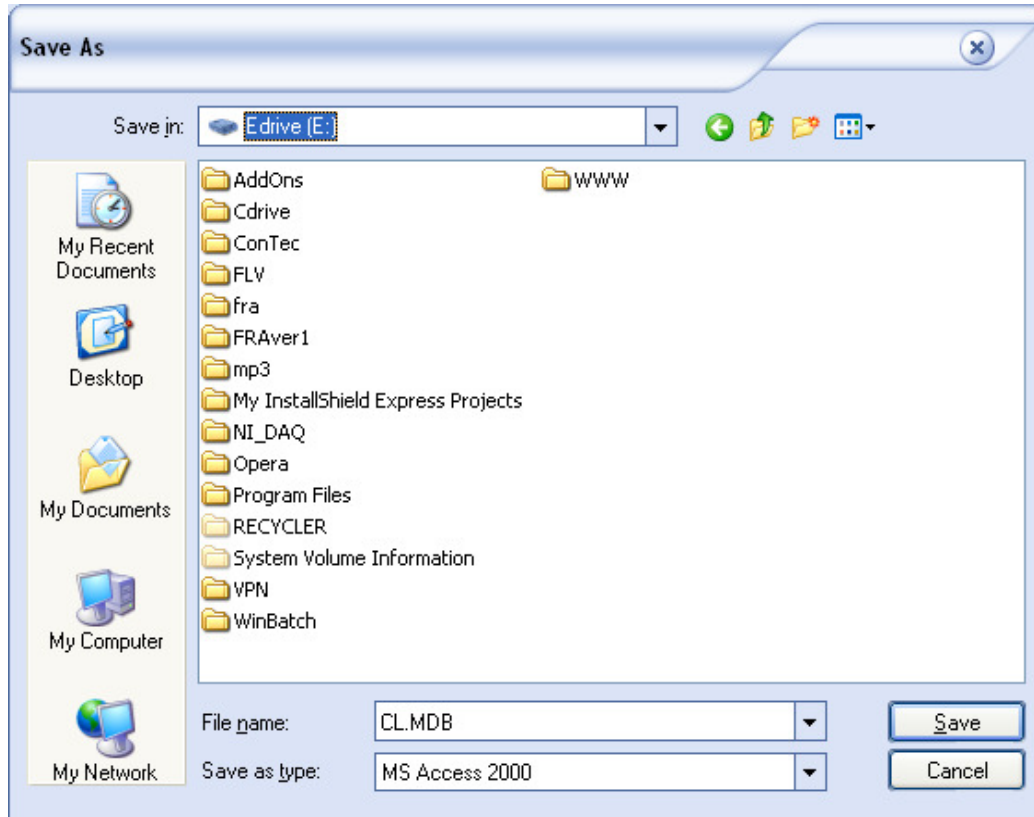 Save As
Save in: Edrive (E:)
AddOns
Cdrive
ConTec
FLV
fra
FRAver1
mp3
My InstallShield Express Projects
NI_DAQ
Opera
Program Files
RECYCLER
System Volume Information
VPN
WinBatch
WWW
My Recent
Documents
Desktop
My Documents
My Computer
My Network
File name: CL.MDB
Save
Save as type: MS Access 2000
Cancel